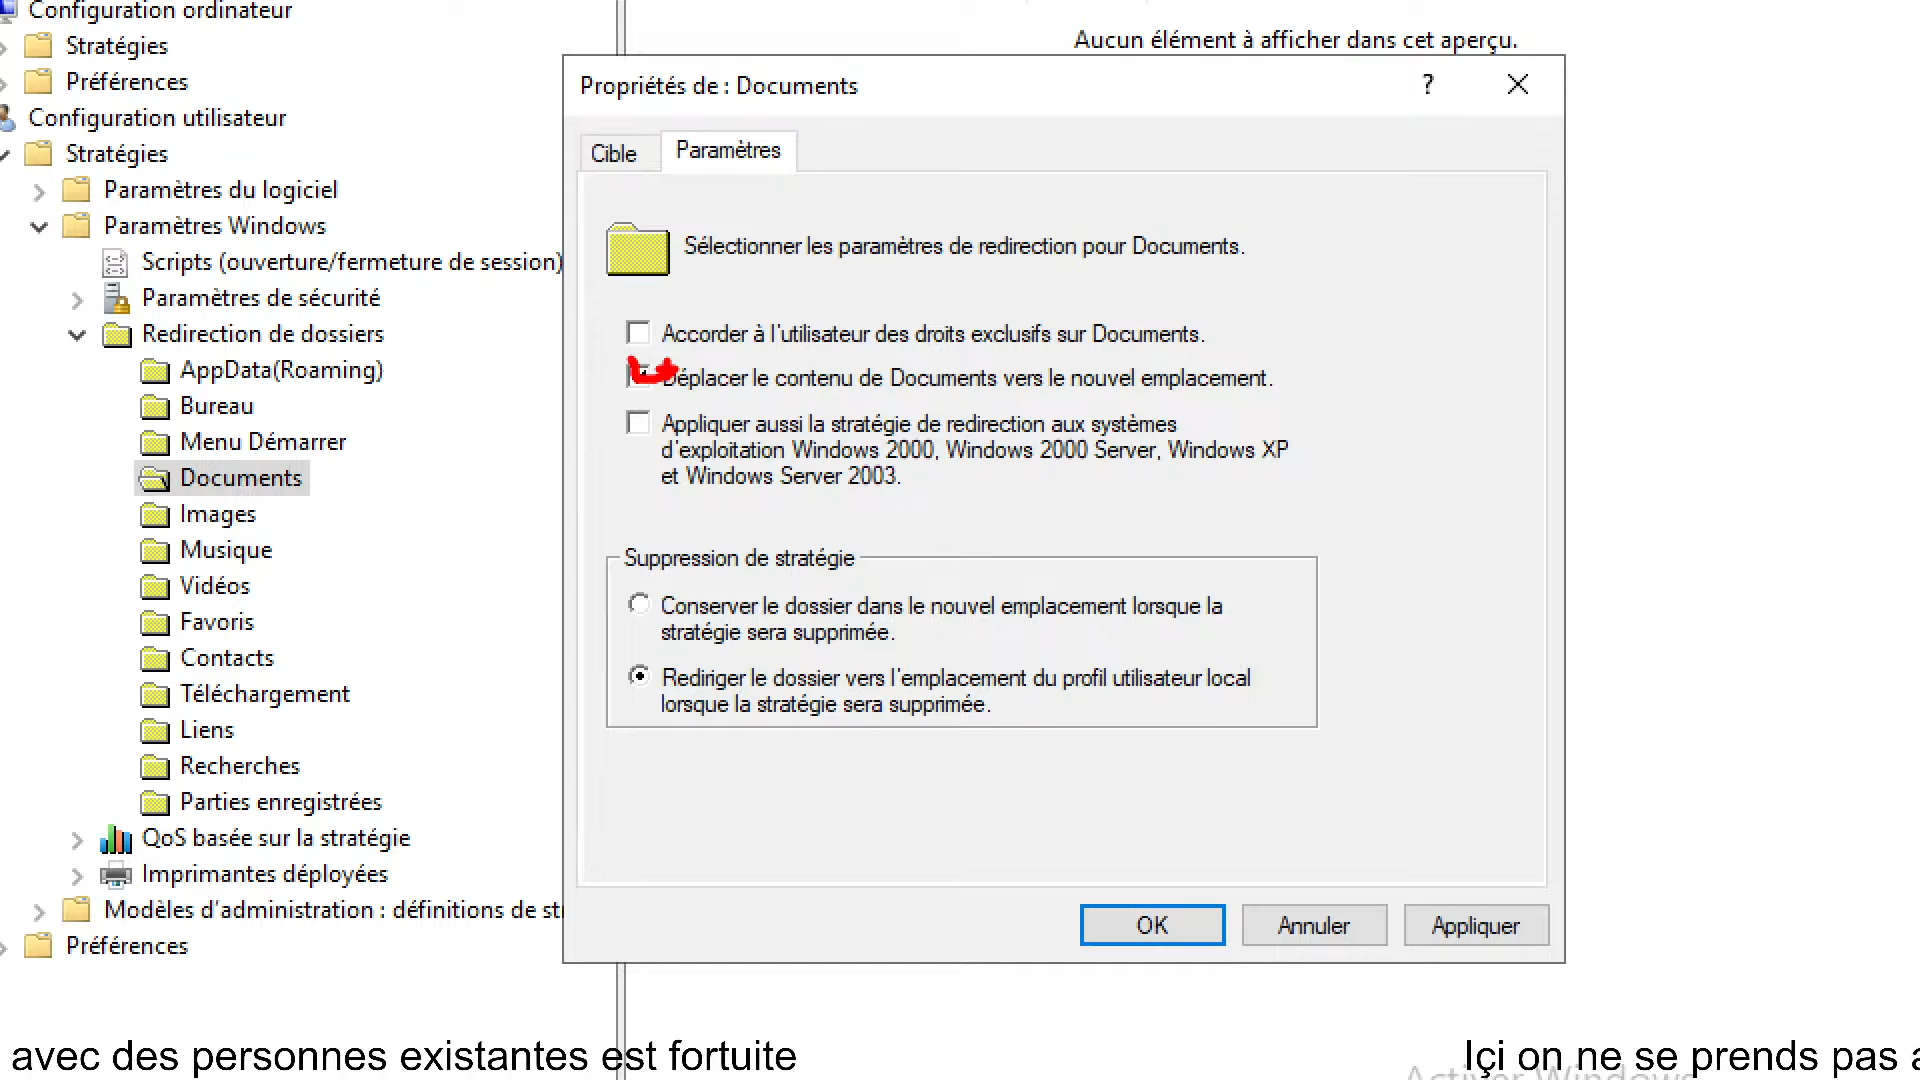 Configuration ordinateur
Stratégies
Préférences
Configuration utilisateur
Stratégies
Paramètres du logiciel
Paramètres Windows
Scripts (ouverture/fermeture de session)
Paramètres de sécurité
Redirection de dossiers
AppData(Roaming)
Bureau
Menu Démarrer
Documents
Images
Musique
Vidéos
Favoris
Contacts
Téléchargement
Liens
Recherches
Parties enregistrées
QoS basée sur la stratégie
Imprimantes déployées
Modèles d'administration : définitions de
Préférences
Aucun élément à afficher dans cet aperçu.
Propriétés de : Documents
?
Cible
Paramètres
Sélectionner les paramètres de redirection pour Documents.
Accorder à l'utilisateur des droits exclusifs sur Documents.
Déplacer le contenu de Documents vers le nouvel emplacement.
Appliquer aussi la stratégie de redirection aux systèmes
d'exploitation Windows 2000, Windows 2000 Server, Windows XP
et Windows Server 2003.
Suppression de stratégie
Conserver le dossier dans le nouvel emplacement lorsque la
stratégie sera supprimée.
Rediriger le dossier vers l'emplacement du profil utilisateur local
lorsque la stratégie sera supprimée.
OK
Annuler
Appliquer
avec des personnes existantes est fortuite
Içi on ne se prends pas
Activer Windows